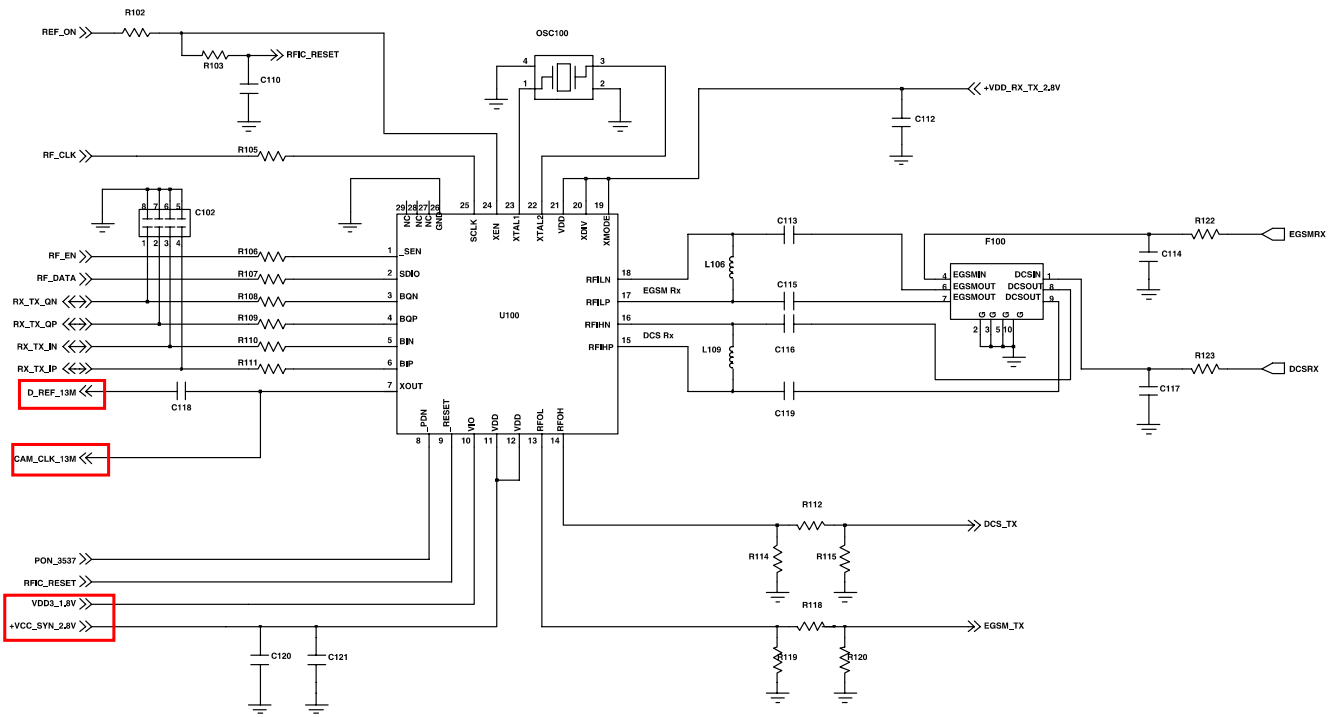 R102
REF_ON
OSC100
R103
RFIC_RESET
4
3
C110
1
2
+VDD_RX_TX_2.8V
C112
RF_CLK
R105
8 7 6 5
C102
1 2 3 4
29 28 27 26 25 24 23 22 21 20 19
NC NC NC GND SCLK XEN XTAL1 XTAL2 VDD XDIV XMODE
C113
R122
EGSMRX
F100
C114
RF_EN
R106
1
_SEN
RF_DATA
R107
2
SDIO
RFILN
18
L106
4
EGSMIN
DCSIN
1
6
EGSMOUT
DCSOUT
8
7
EGSMOUT
DCSOUT
9
G G G G
2 3 5 10
RX_TX_QN
R108
3
BQN
RFILP
17
EGSM Rx
C115
U100
RX_TX_QP
R109
4
BQP
RFIHN
16
DCS Rx
C116
RX_TX_IN
R110
5
BIN
RFIHP
15
L109
RX_TX_IP
R111
6
BIP
R123
DCSRX
C117
D_REF_13M
C118
7
XOUT
C119
_PDN _RESET VIO VDD VDD RFOL RFOH
8 9 10 11 12 13 14
CAM_CLK_13M
R112
DCS_TX
R114
R115
PON_3537
RFIC_RESET
VDD3_1.8V
+VCC_SYN_2.8V
R118
EGSM_TX
C120
C121
R119
R120